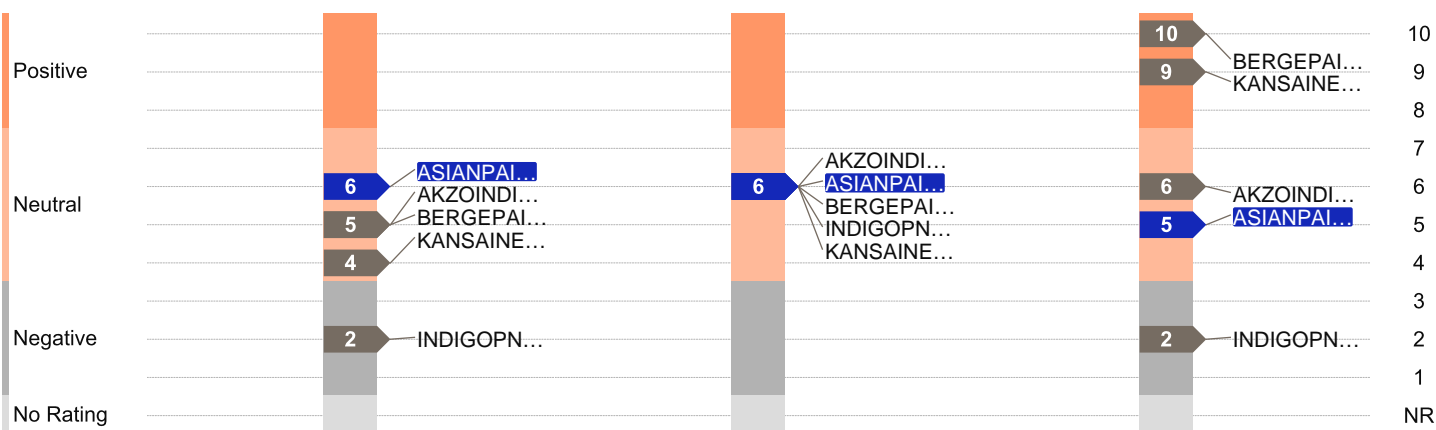 Positive
Neutral
Negative
No Rating
6
5
4
2
ASIANPAI...
AKZOINDI...
BERGEPAI...
KANSAINE...
INDIGOPN...
6
AKZOINDI...
ASIANPAI...
BERGEPAI...
INDIGOPN...
KANSAINE...
10
9
6
5
2
BERGEPAI...
KANSAINE...
AKZOINDI...
ASIANPAI...
INDIGOPN...
10
9
8
7
6
5
4
3
2
1
NR